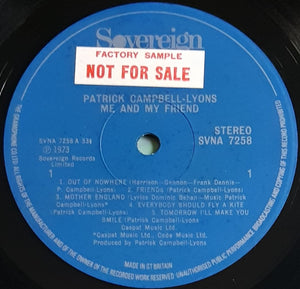 Sovereign
FACTORY SAMPLE
NOT FOR SALE
PATRICK CAMPBELL-LYONS
ME AND MY FRIEND
SVNA 7258 A 33⅓
℗ 1973
Sovereign Records
Limited
STEREO
SVNA 7258
1
1
1. OUT OF NOWHERE (Harrison-Shonen-Frank Dennis-
P. Campbell-Lyons) 2. FRIENDS (Patrick Campbell-Lyons)
3. MOTHER ENGLAND (Lyrics Dominic Behan-Music Patrick
Campbell-Lyons) 4. EVERYBODY SHOULD FLY A KITE
(Patrick Campbell-Lyons) 5. TOMORROW I'LL MAKE YOU
SMILE (Patrick Campbell-Lyons)
Caspat Music Ltd.
Caspat Music Ltd., Code Music Ltd.
Produced by Patrick Campbell-Lyons
MADE IN GT BRITAIN